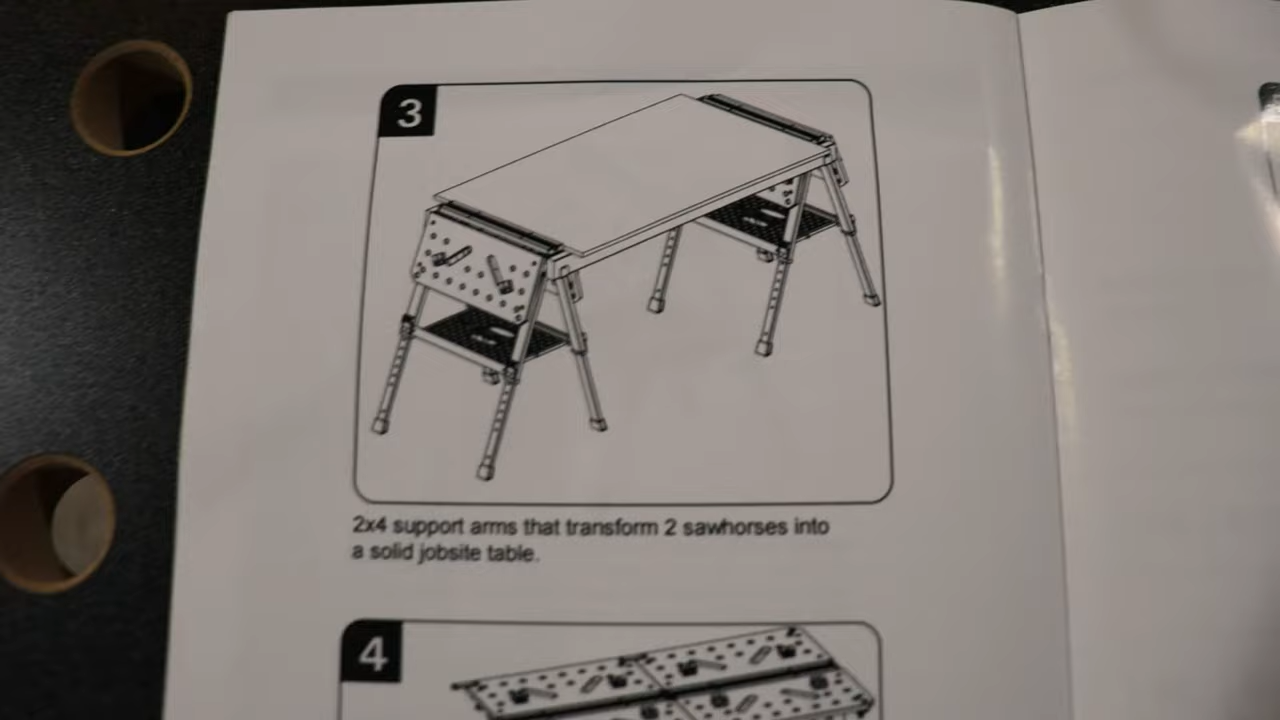 3
2x4 support arms that transform 2 sawhorses into
a solid jobsite table.
4